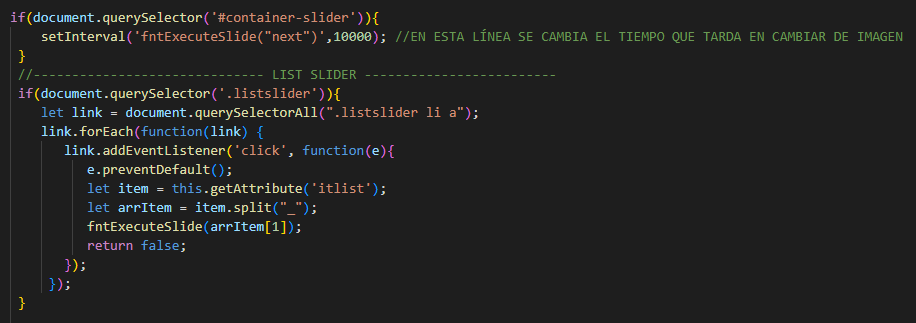 if(document.querySelector('#container-slider')){
    setInterval('fntExecuteSlide("next")',10000); //EN ESTA LÍNEA SE CAMBIA EL TIEMPO QUE TARDA EN CAMBIAR DE IMAGEN
 }
 //------------------------------ LIST SLIDER -------------------------
 if(document.querySelector('.listslider')){
    let link = document.querySelectorAll(".listslider li a");
    link.forEach(function(link) {
       link.addEventListener('click', function(e){
          e.preventDefault();
          let item = this.getAttribute('itlist');
          let arrItem = item.split("_");
          fntExecuteSlide(arrItem[1]);
          return false;
       });
     });
 }